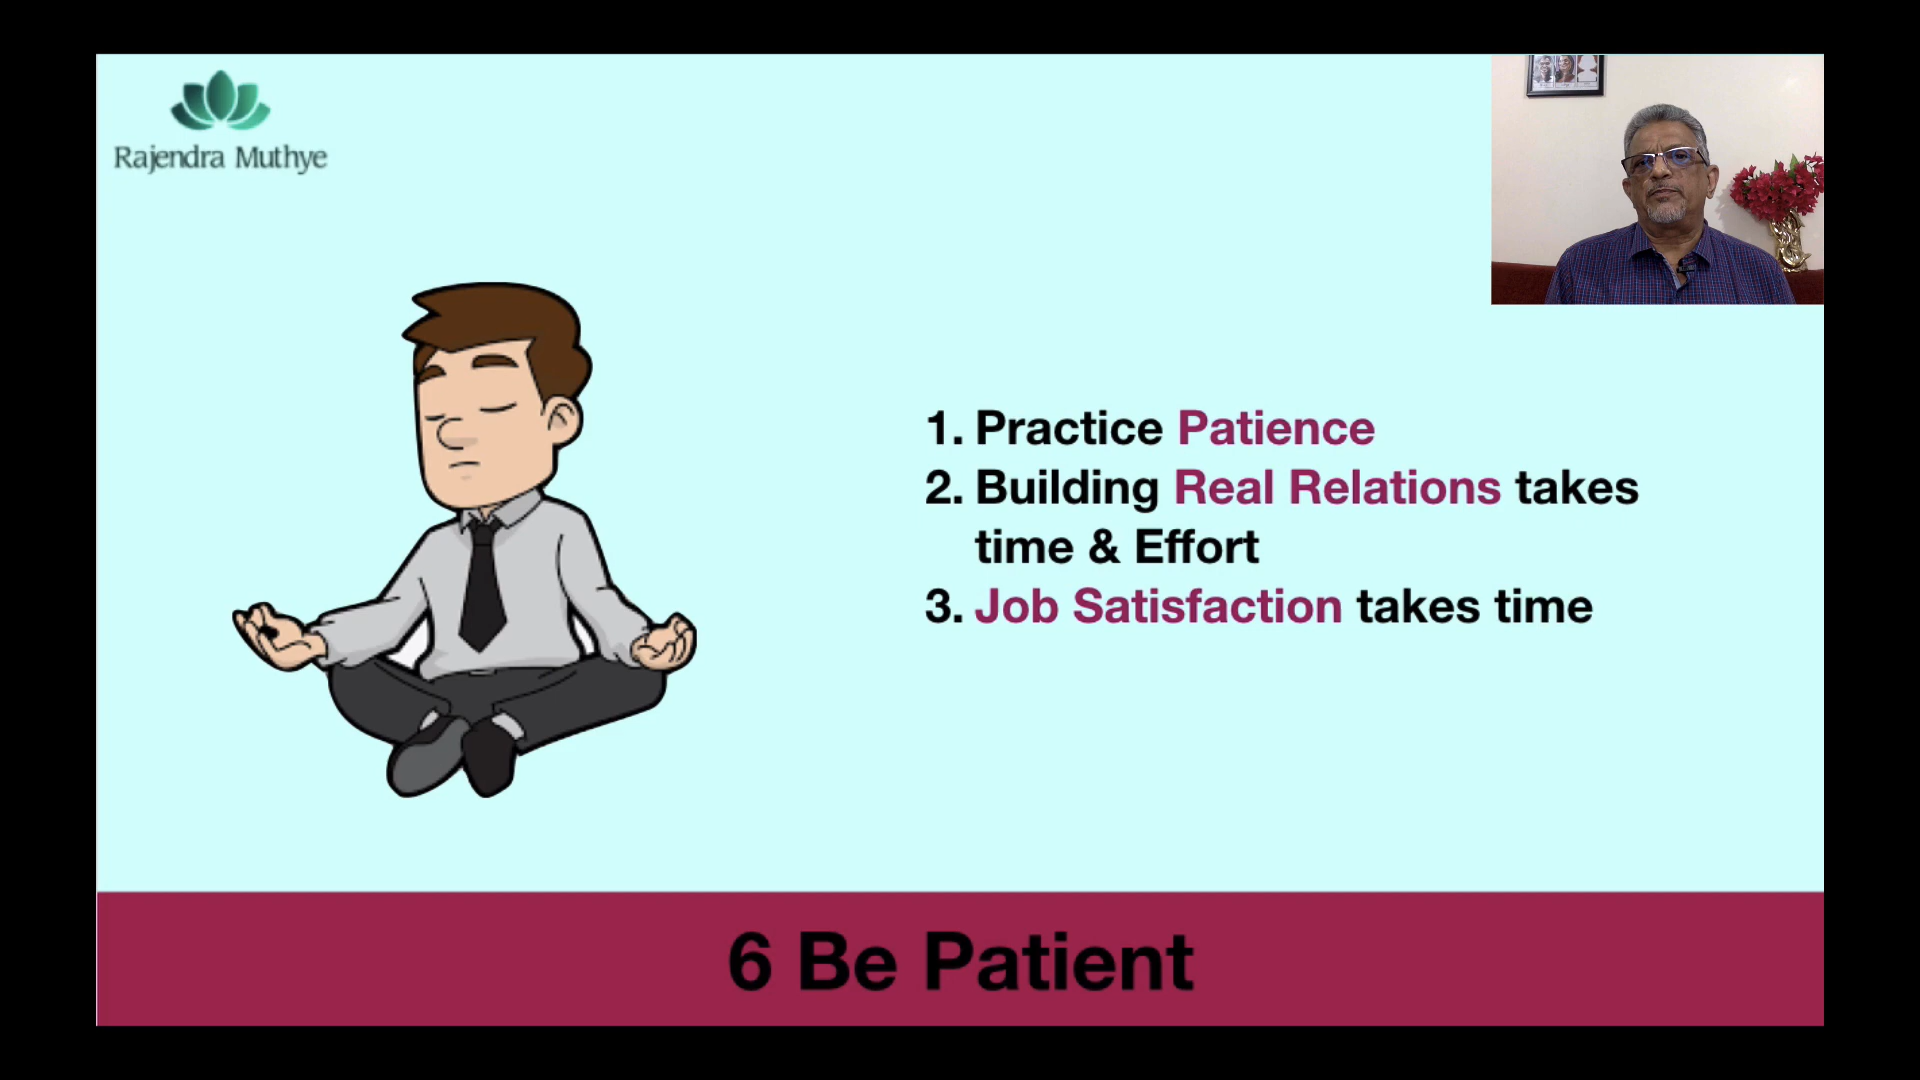 Rajendra Muthye
1. Practice Patience
2. Building Real Relations takes
time & Effort
3. Job Satisfaction takes time
6 Be Patient